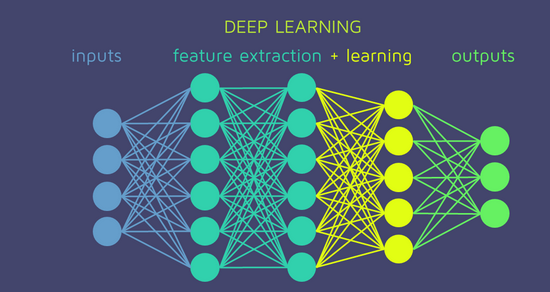 DEEP LEARNING
inputs feature extraction + learning outputs